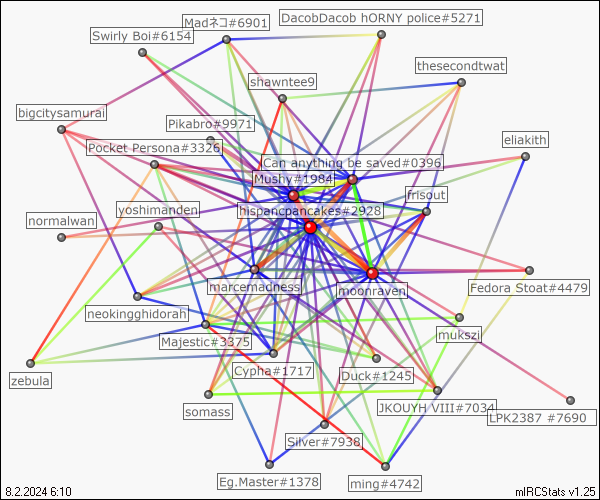 Madネコ#6901
DacobDacob hORNY police#5271
Swirly Boi#6154
thesecondtwat
shawntee9
bigcitysamurai
Pikabro#9971
eliakith
Pocket Persona#3326
Can anything be saved#0396
Mushy#1984
frisout
yoshimanden
hispancpancakes#2928
normalwan
marcemadness
moonraven
Fedora Stoat#4479
neokingghidorah
Majestic#3375
mukszi
Cypha#1717
Duck#1245
zebula
somass
JKOUYH VIII#7034
LPK2387 #7690
Silver#7938
Eg.Master#1378
ming#4742
8.2.2024 6:10
mIRCStats v1.25